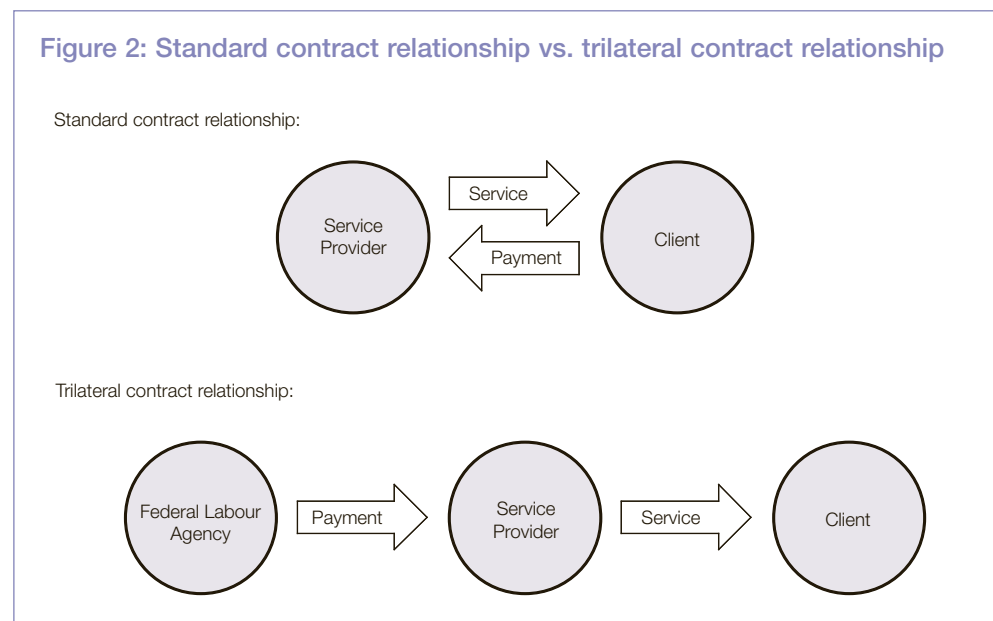 Figure 2: Standard contract relationship vs. trilateral contract relationship
Standard contract relationship:
Service
Provider
Service
Payment
Client
Trilateral contract relationship:
Federal Labour
Agency
Payment
Service
Provider
Service
Client